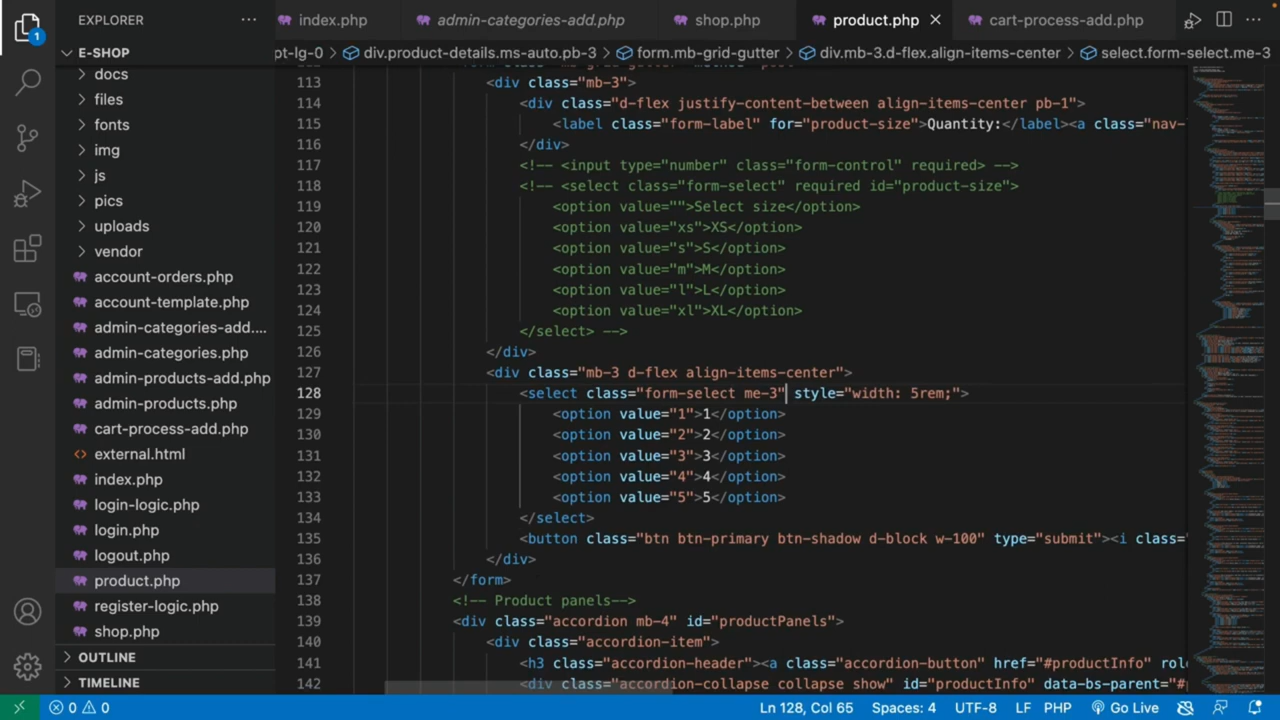 EXPLORER
index.php
admin-categories-add.php
shop.php
product.php
cart-process-add.php
1
E-SHOP
pt-lg-0 > div.product-details.ms-auto.pb-3 > form.mb-grid-gutter > div.mb-3.d-flex.align-items-center > select.form-select.me-3
docs
files
fonts
img
js
pics
uploads
vendor
account-orders.php
account-template.php
admin-categories-add....
admin-categories.php
admin-products-add.php
admin-products.php
cart-process-add.php
external.html
index.php
login-logic.php
login.php
logout.php
product.php
register-logic.php
shop.php
OUTLINE
TIMELINE
113 <div class="mb-3">
114 <div class="d-flex justify-content-between align-items-center pb-1">
115 <label class="form-label" for="product-size">Quantity:</label><a class="nav-
116 </div>
117 <!-- <input type="number" class="form-control" required> -->
118 <!-- <select class="form-select" required id="product-size">
119 <option value="">Select size</option>
120 <option value="xs">XS</option>
121 <option value="s">S</option>
122 <option value="m">M</option>
123 <option value="l">L</option>
124 <option value="xl">XL</option>
125 </select> -->
126 </div>
127 <div class="mb-3 d-flex align-items-center">
128 <select class="form-select me-3" style="width: 5rem;">
129 <option value="1">1</option>
130 <option value="2">2</option>
131 <option value="3">3</option>
132 <option value="4">4</option>
133 <option value="5">5</option>
134 </select>
135 <button class="btn btn-primary btn-shadow d-block w-100" type="submit"><i class=
136 </div>
137 </form>
138 <!-- Product panels-->
139 <div class="accordion mb-4" id="productPanels">
140 <div class="accordion-item">
141 <h3 class="accordion-header"><a class="accordion-button" href="#productInfo" role
142 <div class="accordion-collapse collapse show" id="productInfo" data-bs-parent="#
0 0
Ln 128, Col 65
Spaces: 4
UTF-8
LF
PHP
Go Live